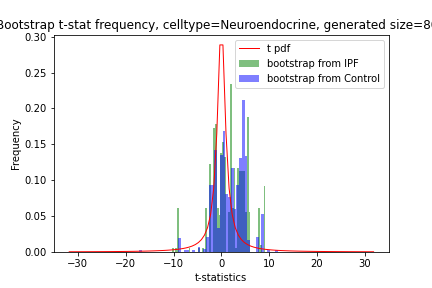 Bootstrap t-stat frequency, celltype=Neuroendocrine, generated size=80
t pdf
bootstrap from IPF
bootstrap from Control
Frequency
0.30
0.25
0.20
0.15
0.10
0.05
0.00
−30 −20 −10 0 10 20 30
t-statistics